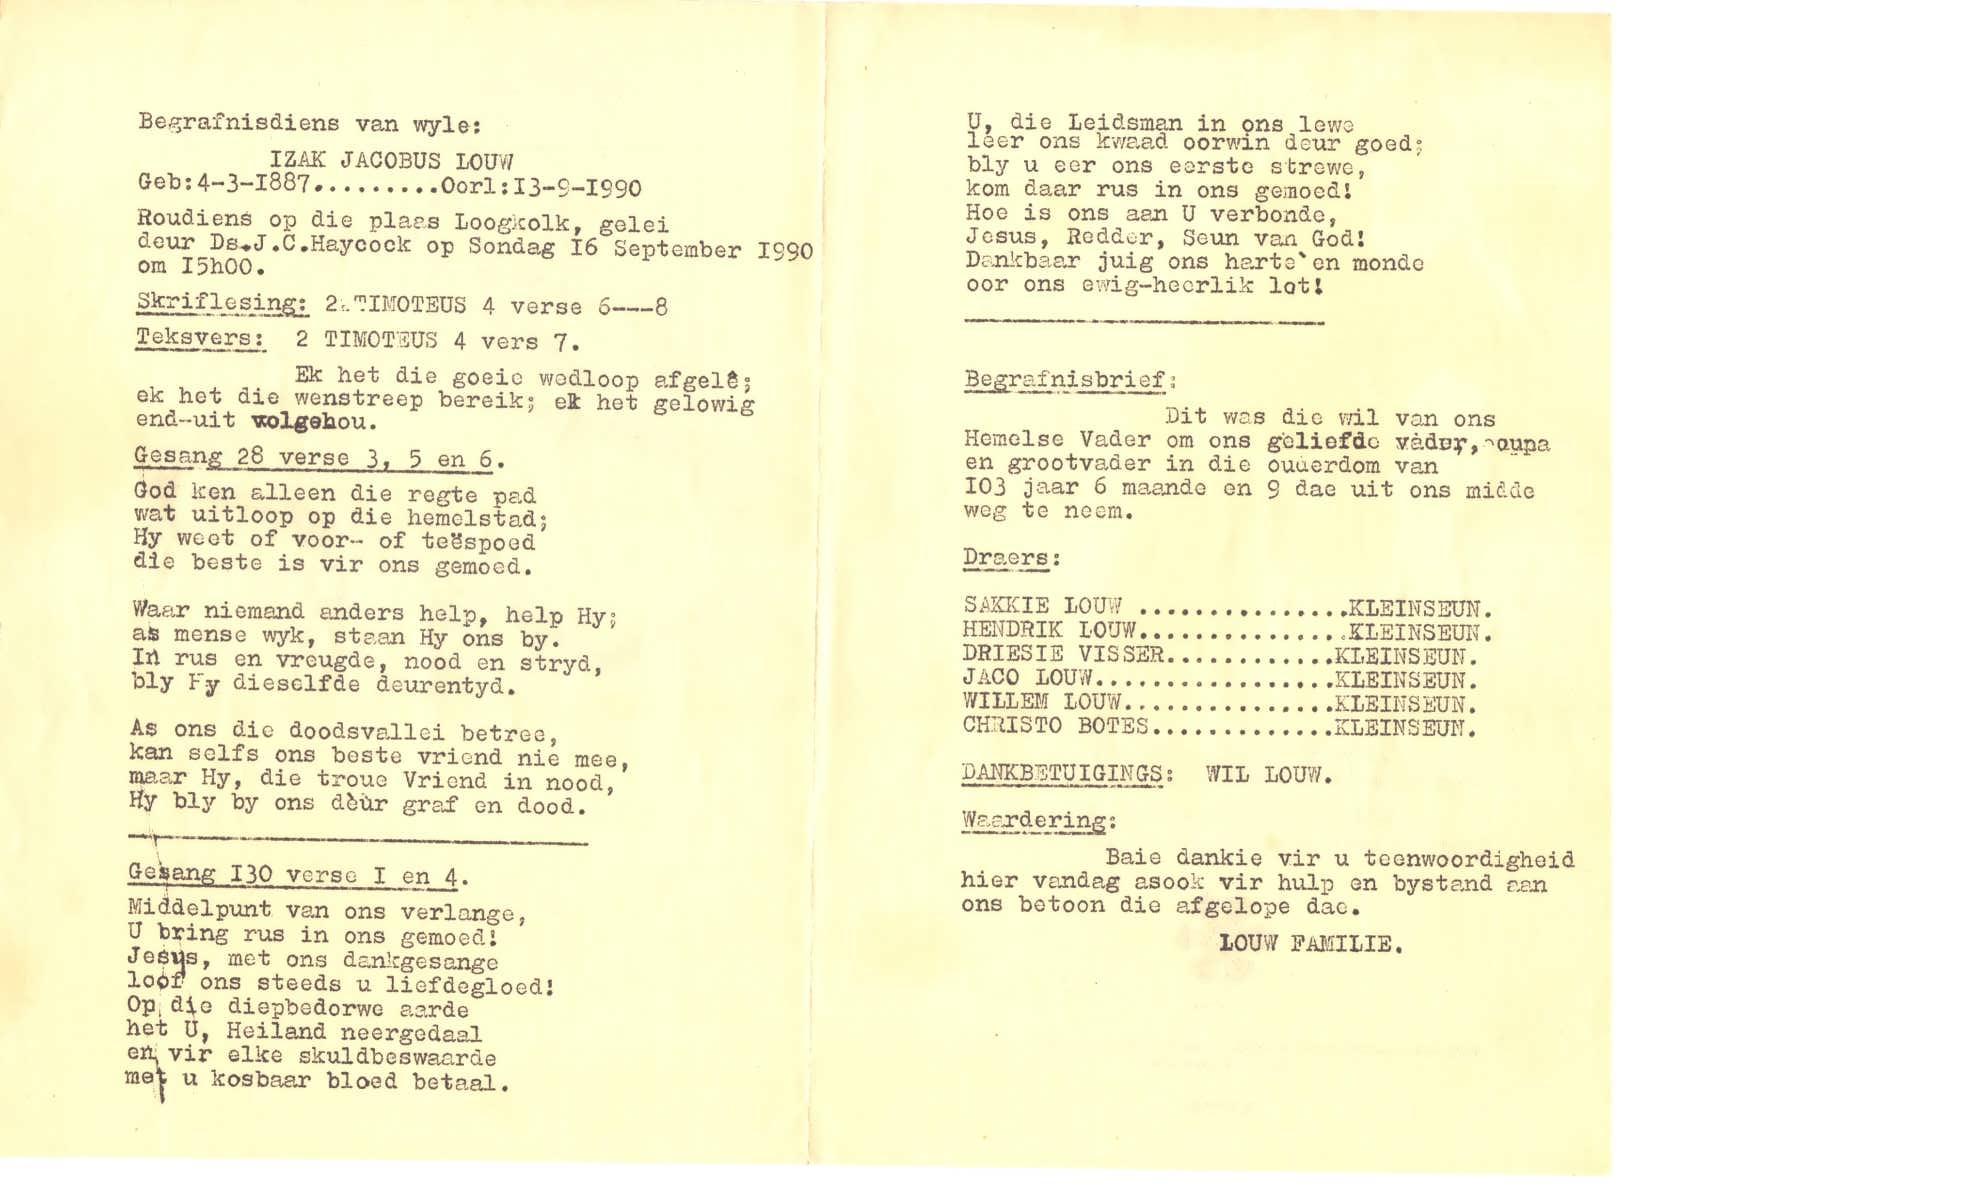 Begrafnisdiens van wyle:
IZAK JACOBUS LOUW
Geb:4-3-I887.........Oorl:I3-9-I990
Roudiens op die plaas Loogkolk, gelei
deur Ds.J.C.Haycock op Sondag I6 September I990
om I5h00.
Skriflesing: 2 TIMOTEUS 4 verse 6---8
Teksvers: 2 TIMOTEUS 4 vers 7.
Ek het die goeie wedloop afgelê;
ek het die wenstreep bereik; ek het gelowig
end-uit volgehou.
Gesang 28 verse 3, 5 en 6.
God ken alleen die regte pad
wat uitloop op die hemelstad;
Hy weet of voor- of teëspoed
die beste is vir ons gemoed.
Waar niemand anders help, help Hy;
as mense wyk, staan Hy ons by.
In rus en vreugde, nood en stryd,
bly Hy dieselfde deurentyd.
As ons die doodsvallei betree,
kan selfs ons beste vriend nie mee,
maar Hy, die troue Vriend in nood,
Hy bly by ons dèùr graf en dood.
Gesang I30 verse I en 4.
Middelpunt van ons verlange,
U bring rus in ons gemoed!
Jesus, met ons dankgesange
loof ons steeds u liefdegloed!
Op die diepbedorwe aarde
het U, Heiland neergedaal
en vir elke skuldbeswaarde
met u kosbaar bloed betaal.
U, die Leidsman in ons lewe
leer ons kwaad oorwin deur goed;
bly u eer ons eerste strewe,
kom daar rus in ons gemoed!
Hoe is ons aan U verbonde,
Jesus, Redder, Seun van God!
Dankbaar juig ons harte en monde
oor ons ewig-heerlik lot!
Begrafnisbrief:
Dit was die wil van ons
Hemelse Vader om ons geliefde vader, oupa
en grootvader in die ouderdom van
I03 jaar 6 maande en 9 dae uit ons midde
weg te neem.
Draers:
SAKKIE LOUW ...............KLEINSEUN.
HENDRIK LOUW...............KLEINSEUN.
DRIESIE VISSER............KLEINSEUN.
JACO LOUW.................KLEINSEUN.
WILLEM LOUW...............KLEINSEUN.
CHRISTO BOTES.............KLEINSEUN.
DANKBETUIGINGS: WIL LOUW.
Waardering:
Baie dankie vir u teenwoordigheid
hier vandag asook vir hulp en bystand aan
ons betoon die afgelope dae.
LOUW FAMILIE.